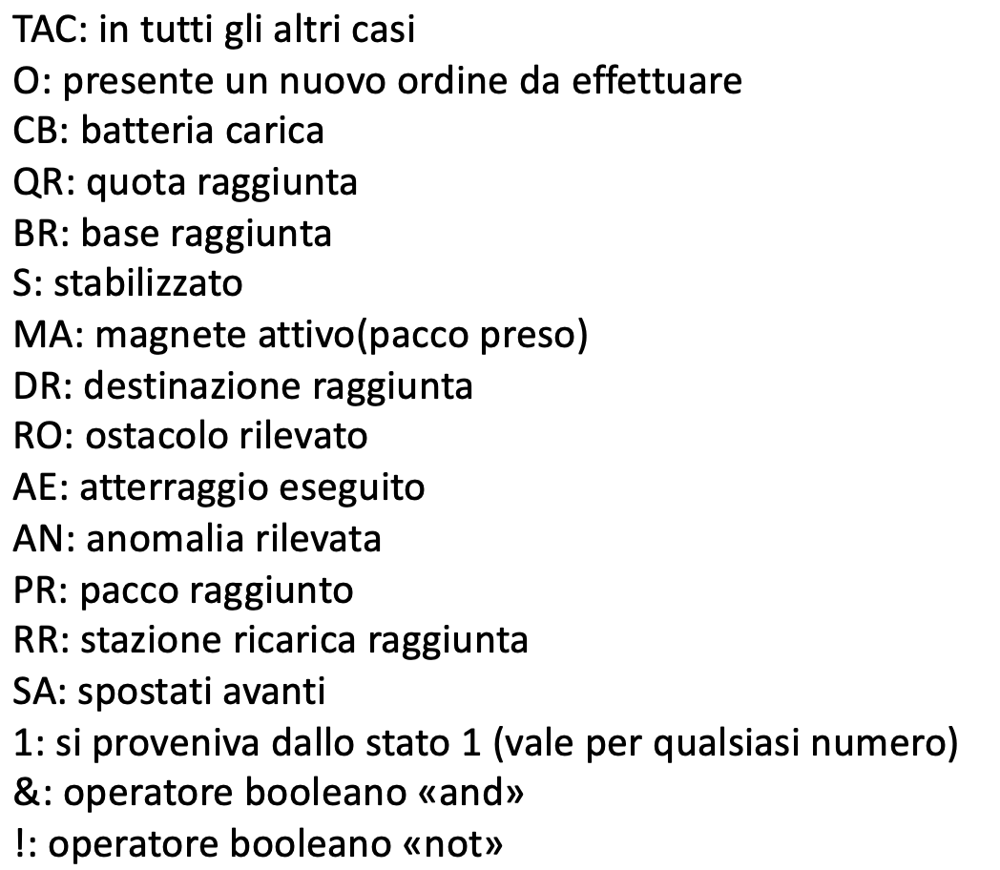 TAC: in tutti gli altri casi
O: presente un nuovo ordine da effettuare
CB: batteria carica
QR: quota raggiunta
BR: base raggiunta
S: stabilizzato
MA: magnete attivo(pacco preso)
DR: destinazione raggiunta
RO: ostacolo rilevato
AE: atterraggio eseguito
AN: anomalia rilevata
PR: pacco raggiunto
RR: stazione ricarica raggiunta
SA: spostati avanti
1: si proveniva dallo stato 1 (vale per qualsiasi numero)
&: operatore booleano «and»
!: operatore booleano «not»